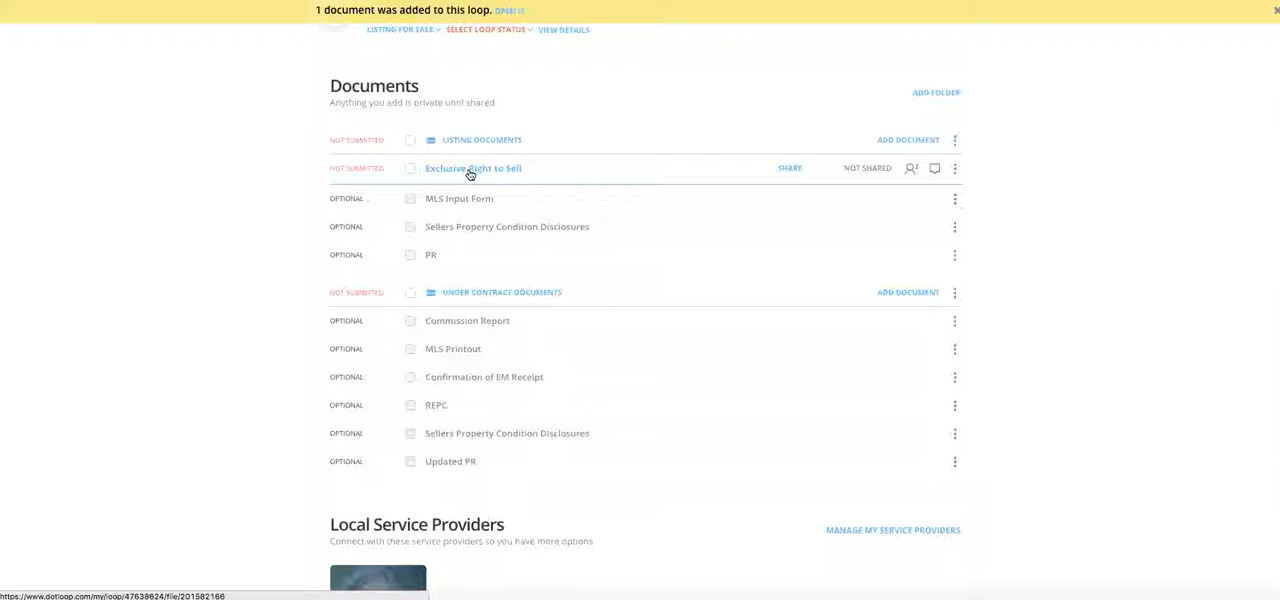 1 document was added to this loop. OPEN IT
LISTING FOR SALE SELECT LOOP STATUS VIEW DETAILS
Documents
Anything you add is private until shared
ADD FOLDER
NOT SUBMITTED LISTING DOCUMENTS ADD DOCUMENT
NOT SUBMITTED Exclusive Right to Sell SHARE NOT SHARED 2
OPTIONAL MLS Input Form
OPTIONAL Sellers Property Condition Disclosures
OPTIONAL PR
NOT SUBMITTED UNDER CONTRACT DOCUMENTS ADD DOCUMENT
OPTIONAL Commission Report
OPTIONAL MLS Printout
OPTIONAL Confirmation of EM Receipt
OPTIONAL REPC
OPTIONAL Sellers Property Condition Disclosures
OPTIONAL Updated PR
Local Service Providers
MANAGE MY SERVICE PROVIDERS
Connect with these service providers so you have more options
https://www.dotloop.com/my/loop/47638624/file/201582166